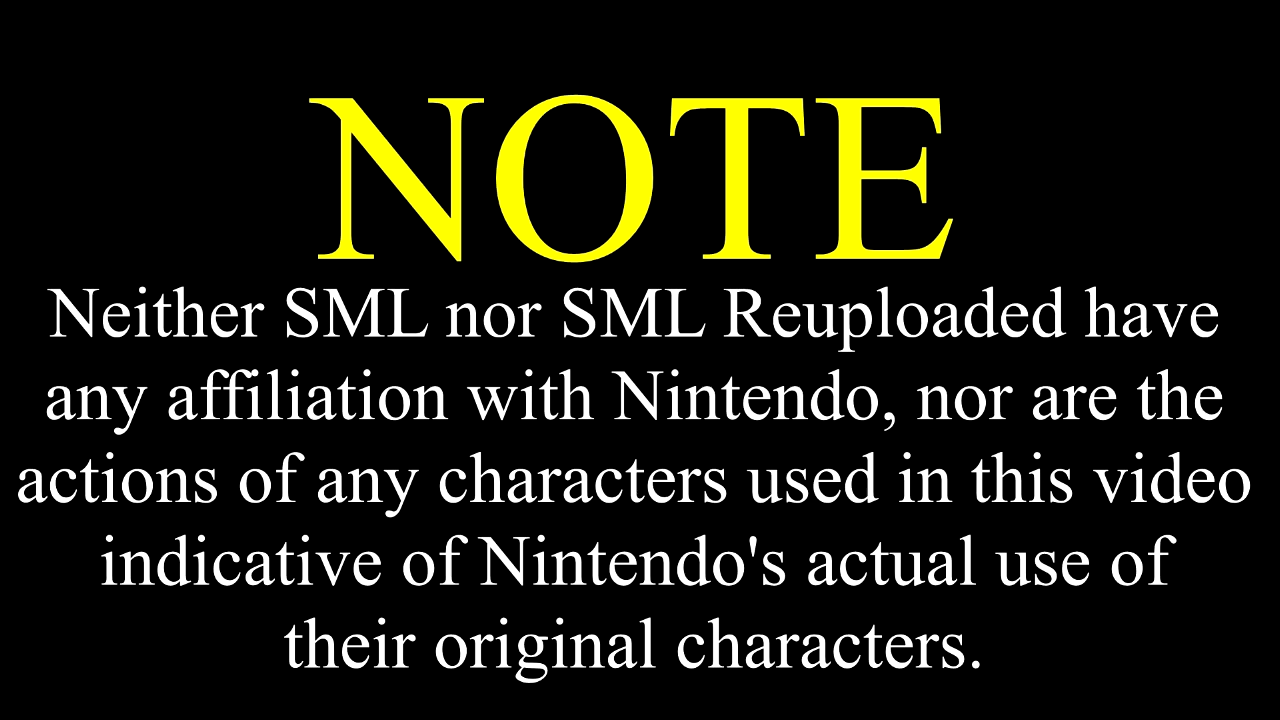 NOTE
Neither SML nor SML Reuploaded have
any affiliation with Nintendo, nor are the
actions of any characters used in this video
indicative of Nintendo's actual use of
their original characters.